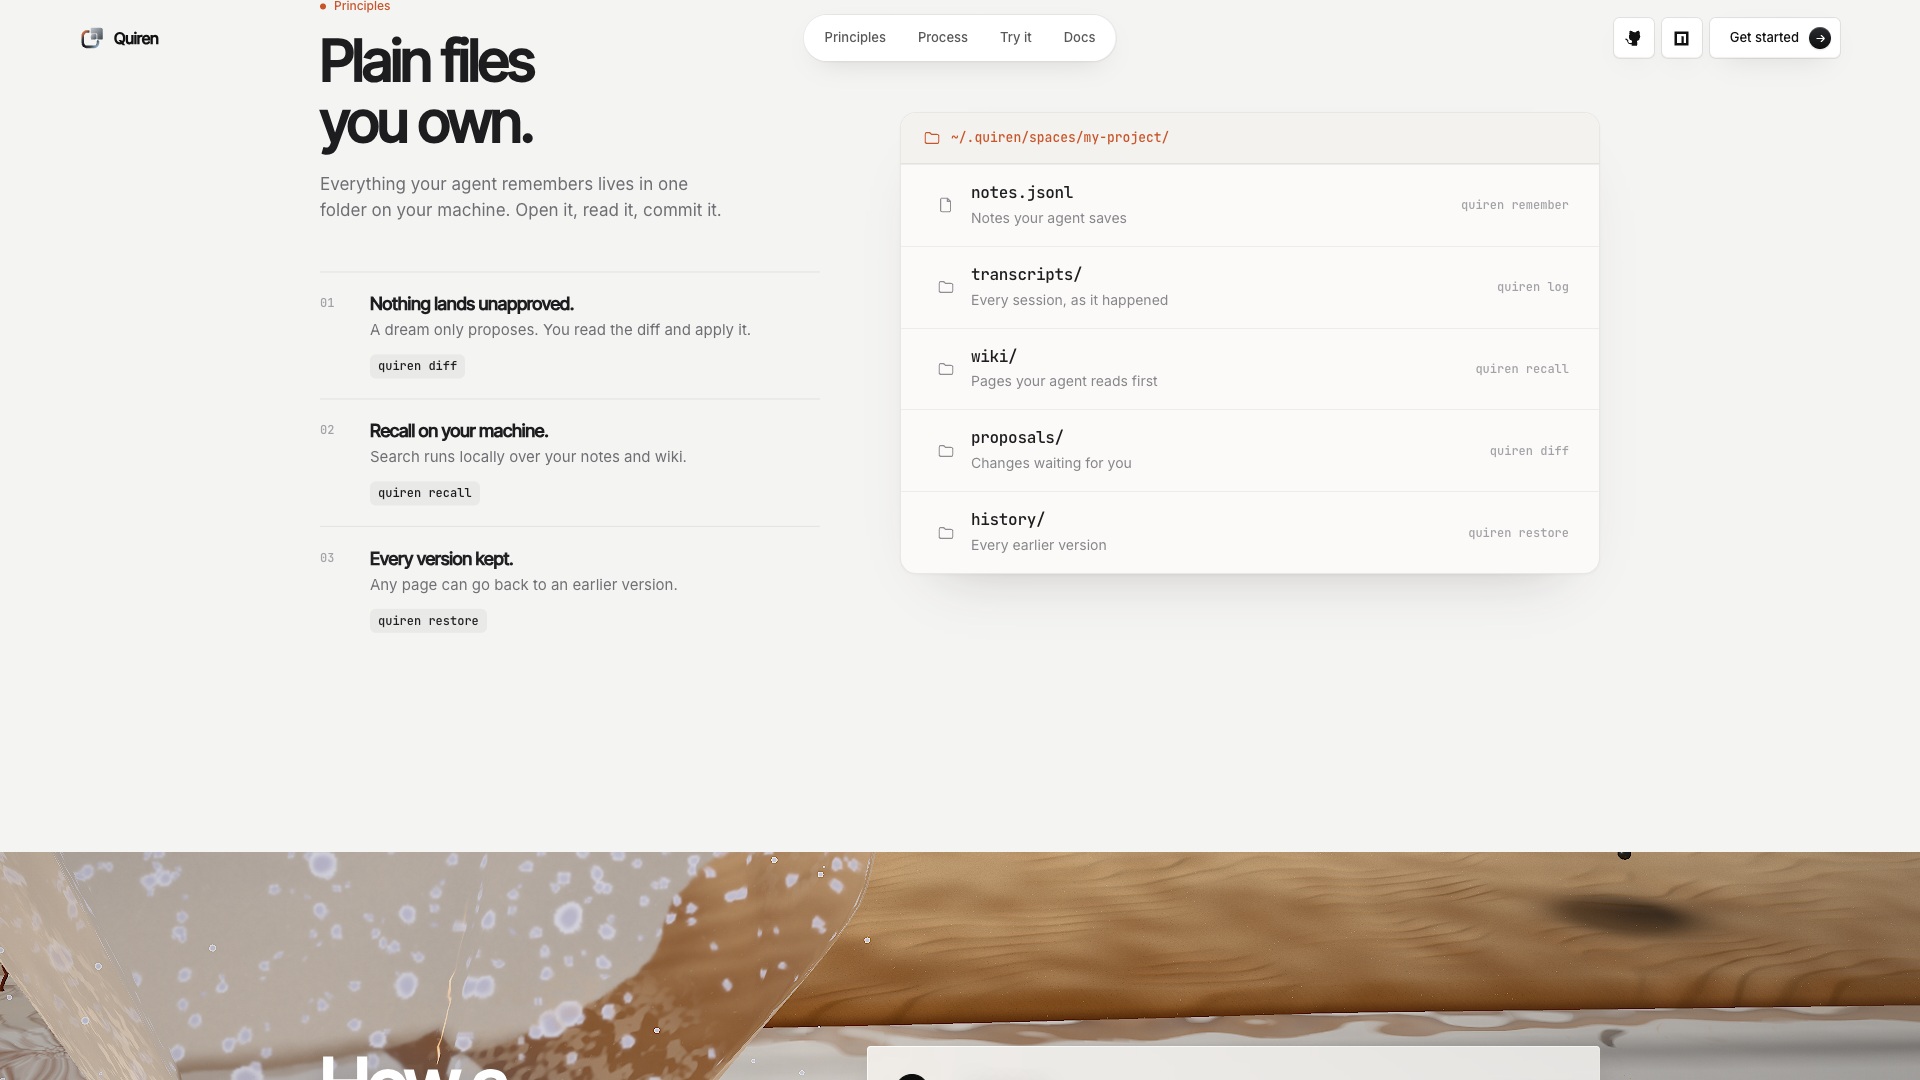 Quiren
Principles
Process
Try it
Docs
Get started
Principles
Plain files
you own.
Everything your agent remembers lives in one
folder on your machine. Open it, read it, commit it.
01
Nothing lands unapproved.
A dream only proposes. You read the diff and apply it.
quiren diff
02
Recall on your machine.
Search runs locally over your notes and wiki.
quiren recall
03
Every version kept.
Any page can go back to an earlier version.
quiren restore
~/.quiren/spaces/my-project/
notes.jsonl
Notes your agent saves
quiren remember
transcripts/
Every session, as it happened
quiren log
wiki/
Pages your agent reads first
quiren recall
proposals/
Changes waiting for you
quiren diff
history/
Every earlier version
quiren restore
How a